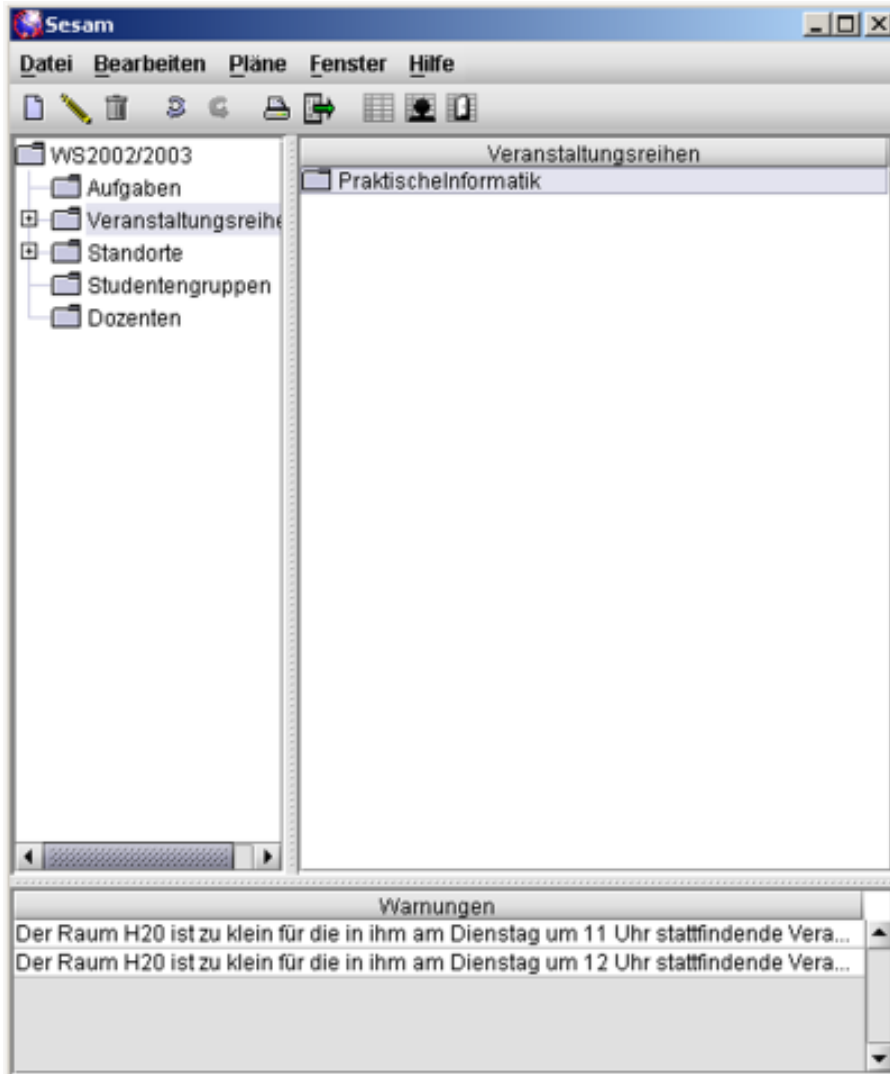 Sesam
Datei Bearbeiten Pläne Fenster Hilfe
WS2002/2003
Aufgaben
Veranstaltungsreihe
Standorte
Studentengruppen
Dozenten
Veranstaltungsreihen
PraktischeInformatik
Warnungen
Der Raum H20 ist zu klein für die in ihm am Dienstag um 11 Uhr stattfindende Vera...
Der Raum H20 ist zu klein für die in ihm am Dienstag um 12 Uhr stattfindende Vera...